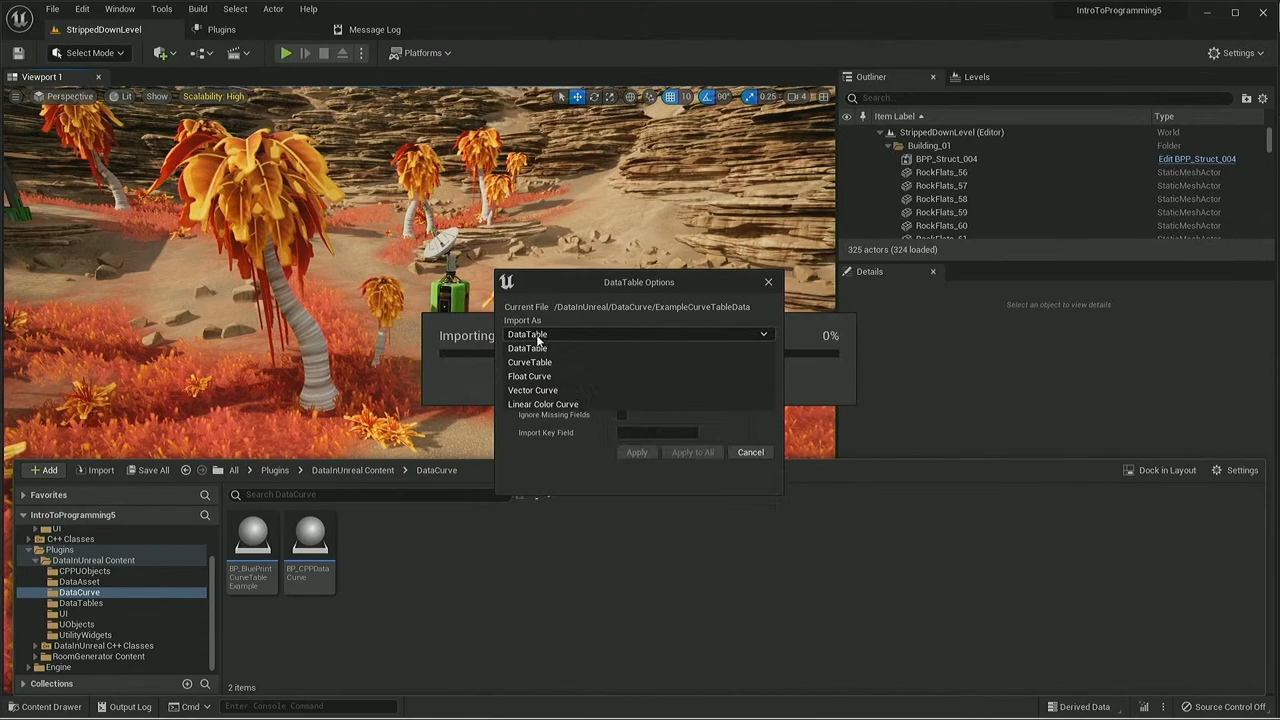 File Edit Window Tools Build Select Actor Help
IntroToProgramming5
StrippedDownLevel
Plugins
Message Log
Select Mode
Platforms
Settings
Viewport 1
Perspective Lit Show Scalability: High
10 90° 0.25 4
Outliner
Levels
Search...
Item Label Type
StrippedDownLevel (Editor) World
Building_01 Folder
BPP_Struct_004 Edit BPP_Struct_004
RockFlats_56 StaticMeshActor
RockFlats_57 StaticMeshActor
RockFlats_58 StaticMeshActor
RockFlats_59 StaticMeshActor
RockFlats_60 StaticMeshActor
325 actors (324 loaded)
Details
Select an object to view details
Importing
0%
DataTable Options
Current File /DataInUnreal/DataCurve/ExampleCurveTableData
Import As
DataTable
DataTable
CurveTable
Float Curve
Vector Curve
Linear Color Curve
Ignore Missing Fields
Import Key Field
Apply Apply to All Cancel
Add Import Save All All Plugins DataInUnreal Content DataCurve
Dock in Layout Settings
Favorites
Search DataCurve
IntroToProgramming5
UI
C++ Classes
Plugins
DataInUnreal Content
CPPUObjects
DataAsset
DataCurve
DataTables
UI
UObjects
UtilityWidgets
DataInUnreal C++ Classes
RoomGenerator Content
Engine
Collections
BP_BluePrint
CurveTable
Example
BP_CPPData
Curve
2 items
Content Drawer Output Log Cmd Enter Console Command
Derived Data Source Control Off